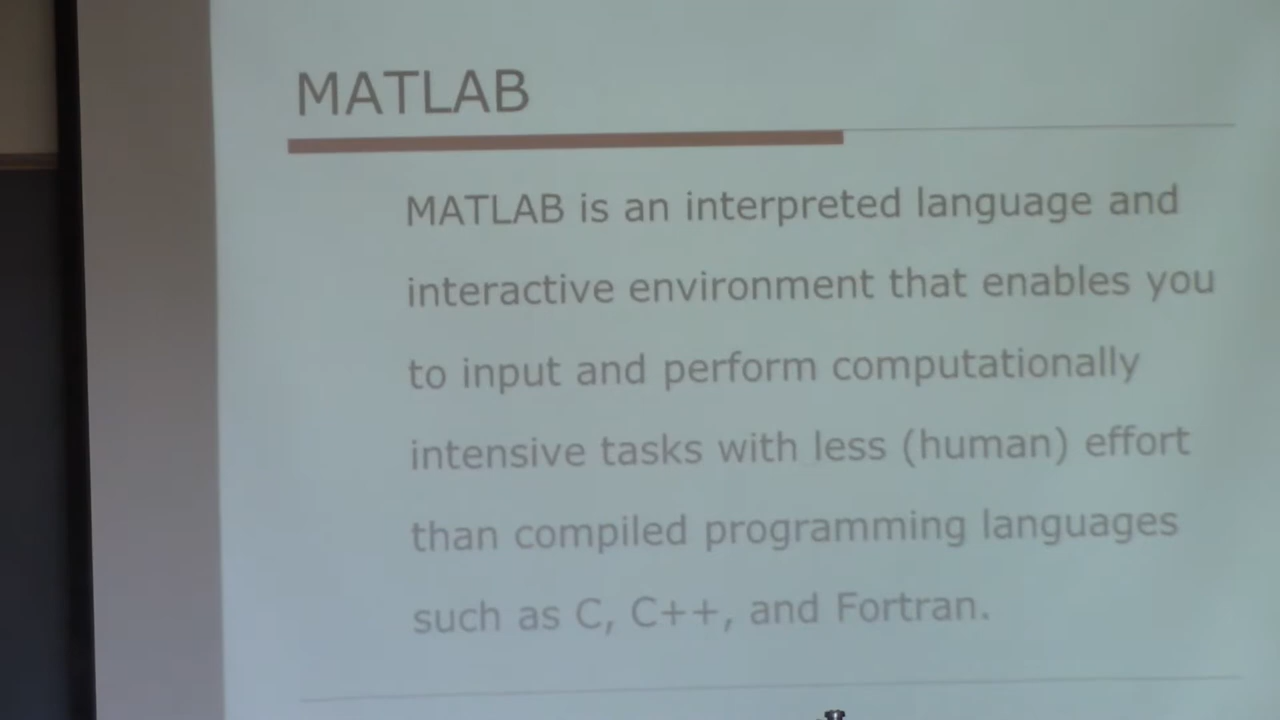 MATLAB
MATLAB is an interpreted language and
interactive environment that enables you
to input and perform computationally
intensive tasks with less (human) effort
than compiled programming languages
such as C, C++, and Fortran.